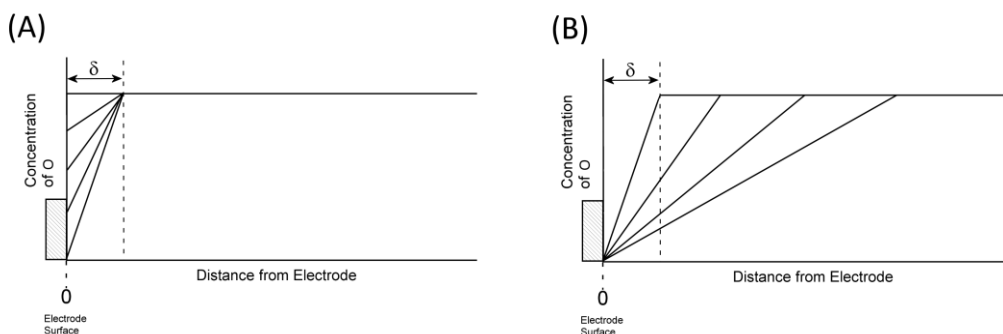 (A)
δ
Concentration
of O
Distance from Electrode
0
Electrode
Surface
(B)
δ
Concentration
of O
Distance from Electrode
0
Electrode
Surface